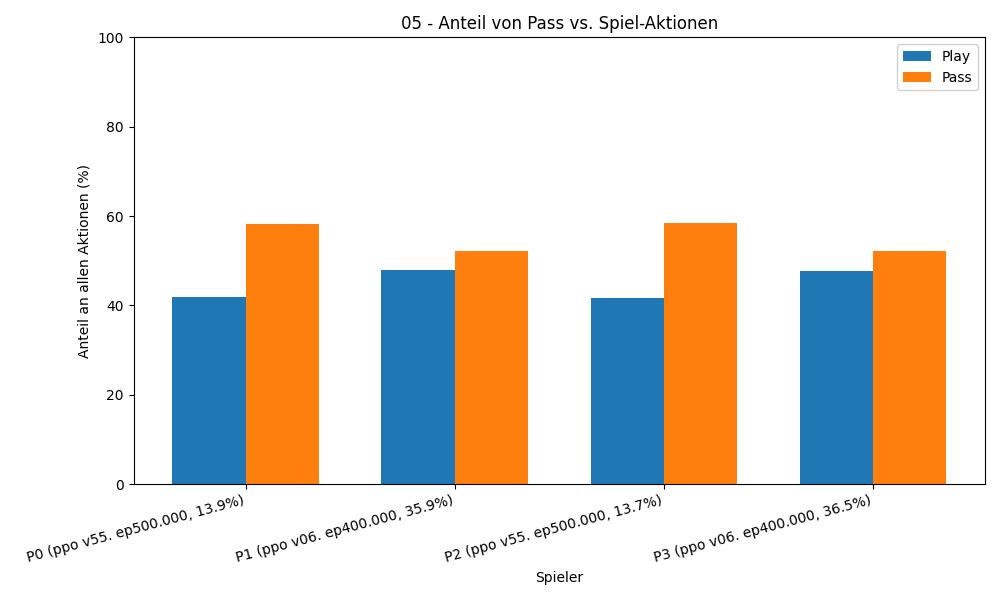 05 - Anteil von Pass vs. Spiel-Aktionen
Play
Pass
Anteil an allen Aktionen (%)
100
80
60
40
20
0
P0 (ppo v55. ep500.000, 13.9%)
P1 (ppo v06. ep400.000, 35.9%)
P2 (ppo v55. ep500.000, 13.7%)
P3 (ppo v06. ep400.000, 36.5%)
Spieler